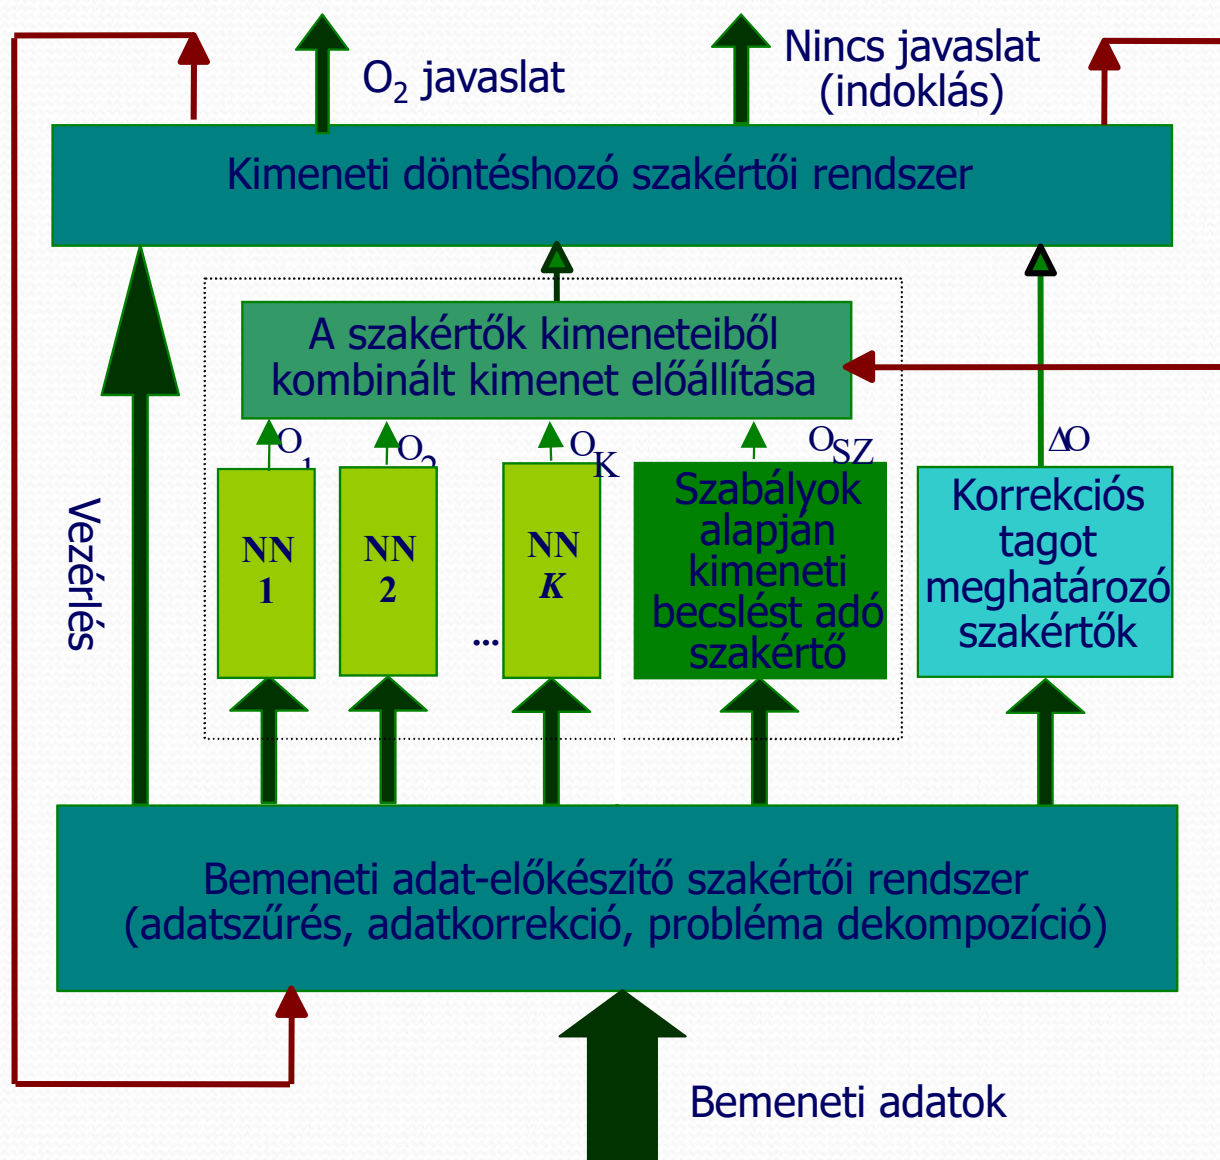 O₂ javaslat
Nincs javaslat
(indoklás)
Kimeneti döntéshozó szakértői rendszer
A szakértők kimeneteiből
kombinált kimenet előállítása
O1
O2
OK
OSZ
ΔO
Vezérlés
NN
1
NN
2
...
NN
K
Szabályok
alapján
kimeneti
becslést adó
szakértő
Korrekciós
tagot
meghatározó
szakértők
Bemeneti adat-előkészítő szakértői rendszer
(adatszűrés, adatkorrekció, probléma dekompozíció)
Bemeneti adatok